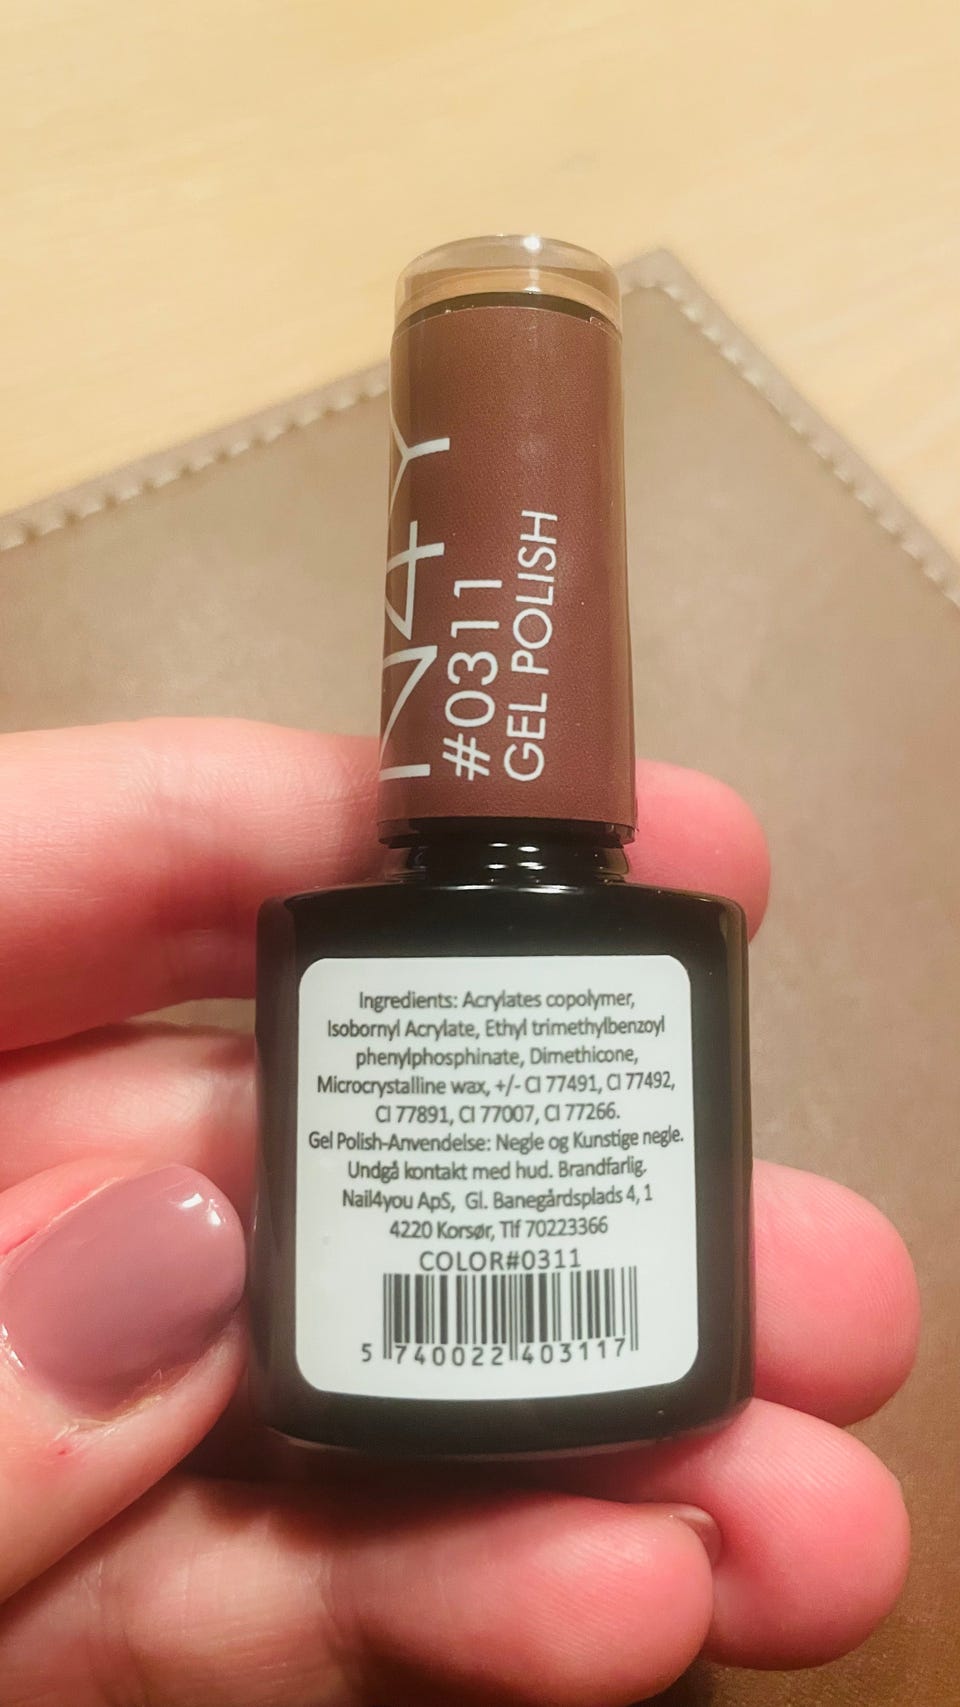 N4Y
#0311
GEL POLISH
Ingredients: Acrylates copolymer,
Isobornyl Acrylate, Ethyl trimethylbenzoyl
phenylphosphinate, Dimethicone,
Microcrystalline wax, +/- CI 77491, CI 77492,
CI 77891, CI 77007, CI 77266.
Gel Polish-Anvendelse: Negle og Kunstige negle.
Undgå kontakt med hud. Brandfarlig.
Nail4you ApS, Gl. Banegårdsplads 4, 1
4220 Korsør, Tlf 70223366
COLOR#0311
5 740022 403117